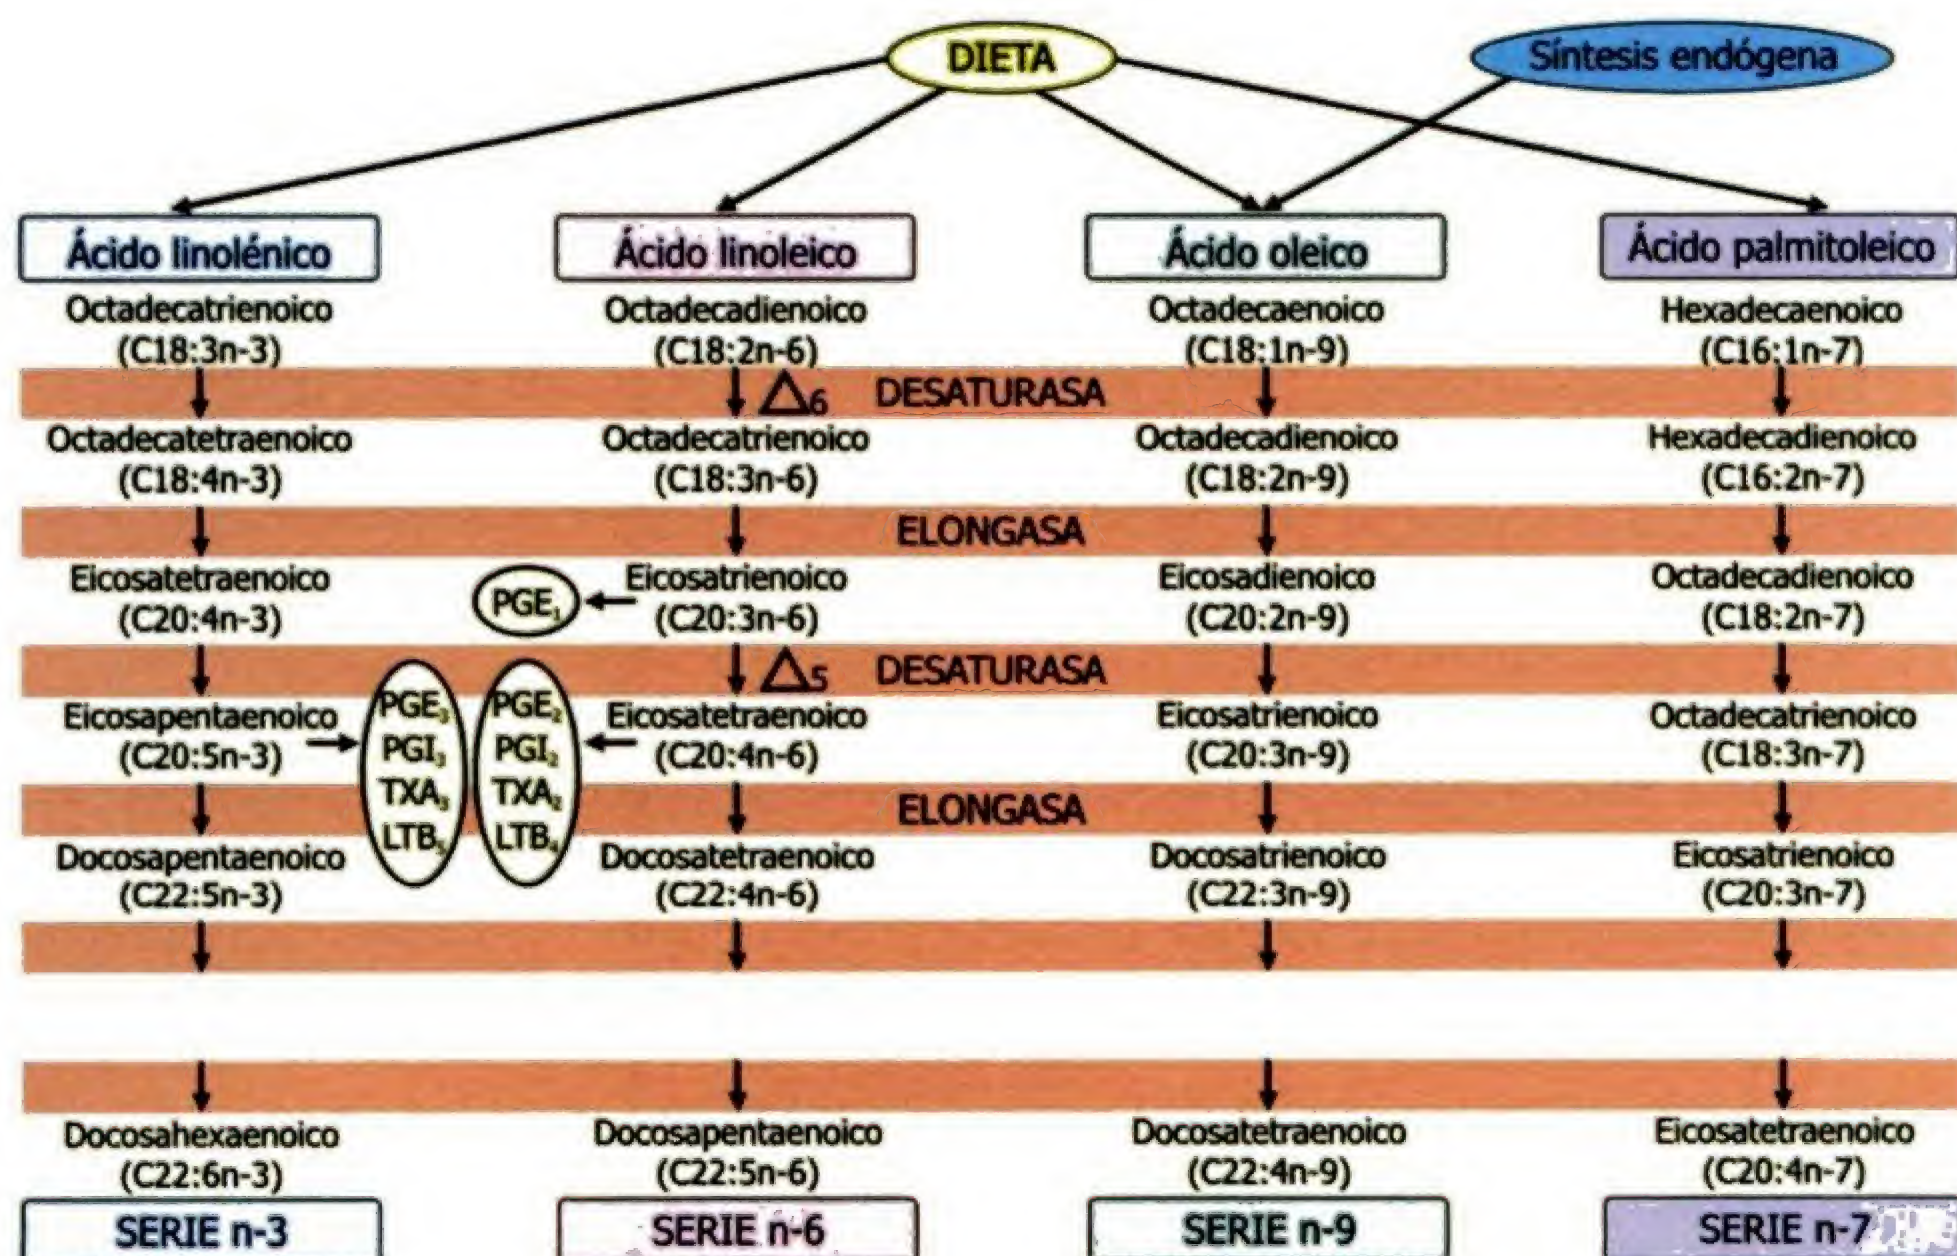 DIETA
Síntesis endógena
Ácido linolénico
Ácido linoleico
Ácido oleico
Ácido palmitoleico
Octadecatrienoico
(C18:3n-3)
Octadecadienoico
(C18:2n-6)
Octadecaenoico
(C18:1n-9)
Hexadecaenoico
(C16:1n-7)
△6 DESATURASA
Octadecatetraenoico
(C18:4n-3)
Octadecatrienoico
(C18:3n-6)
Octadecadienoico
(C18:2n-9)
Hexadecadienoico
(C16:2n-7)
ELONGASA
Eicosatetraenoico
(C20:4n-3)
PGE₁
Eicosatrienoico
(C20:3n-6)
Eicosadienoico
(C20:2n-9)
Octadecadienoico
(C18:2n-7)
△5 DESATURASA
Eicosapentaenoico
(C20:5n-3)
PGE₃
PGI₃
TXA₃
LTB₅
PGE₂
PGI₂
TXA₂
LTB₄
Eicosatetraenoico
(C20:4n-6)
Eicosatrienoico
(C20:3n-9)
Octadecatrienoico
(C18:3n-7)
ELONGASA
Docosapentaenoico
(C22:5n-3)
Docosatetraenoico
(C22:4n-6)
Docosatrienoico
(C22:3n-9)
Eicosatrienoico
(C20:3n-7)
Docosahexaenoico
(C22:6n-3)
Docosapentaenoico
(C22:5n-6)
Docosatetraenoico
(C22:4n-9)
Eicosatetraenoico
(C20:4n-7)
SERIE n-3
SERIE n-6
SERIE n-9
SERIE n-7